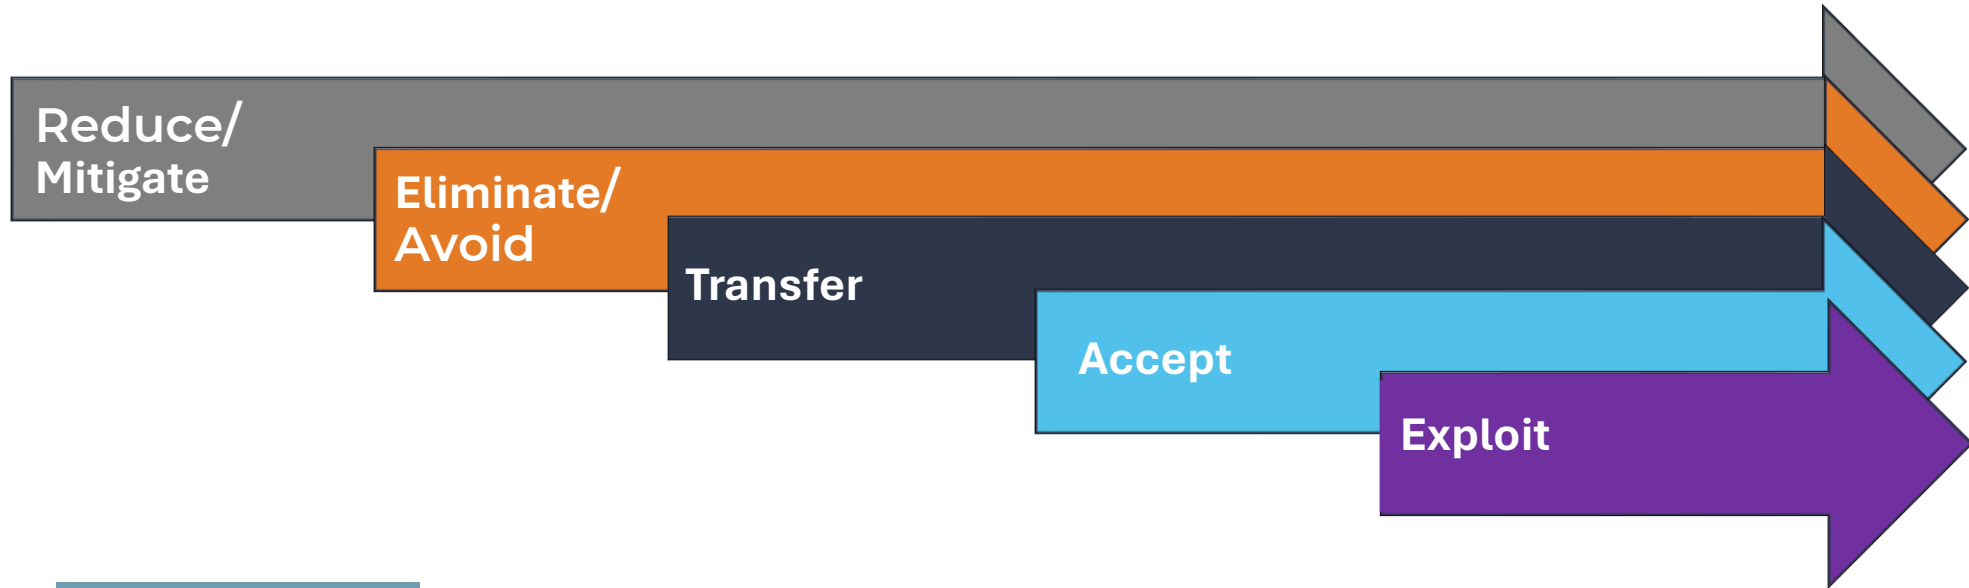 Reduce/
Mitigate
Eliminate/
Avoid
Transfer
Accept
Exploit